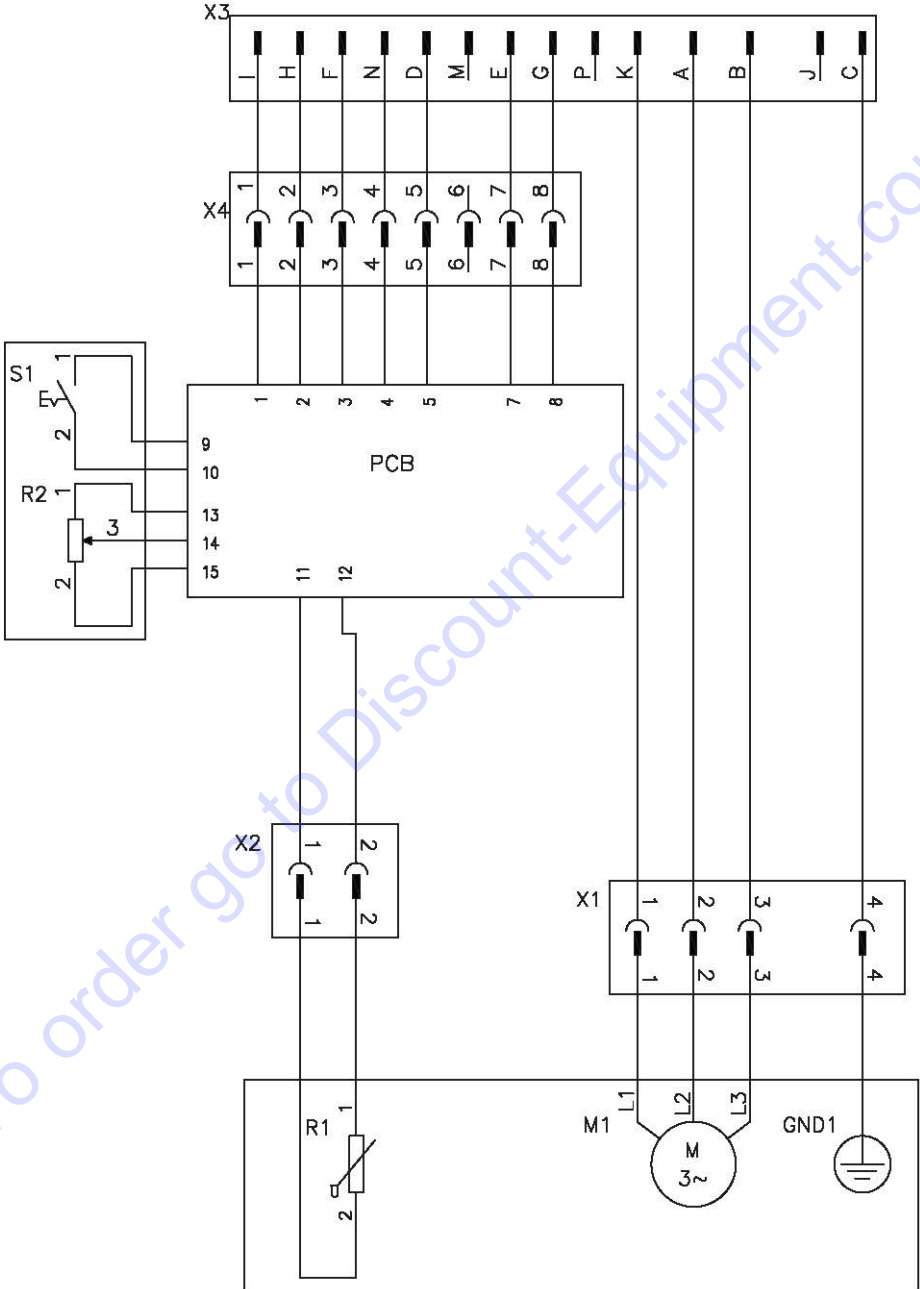 X3
I H F N D M E G P K A B J C
X4
1 2 3 4 5 6 7 8
1 2 3 4 5 6 7 8
S1
1
2
R2
1
3
2
1 2 3 4 5 7 8
9
10
13
14
15
PCB
11 12
X2
1 2
1 2
X1
1 2 3 4
1 2 3 4
R1
1
2
M1
L1 L2 L3
M
3~
GND1
o order go to Discount-Equipment.co